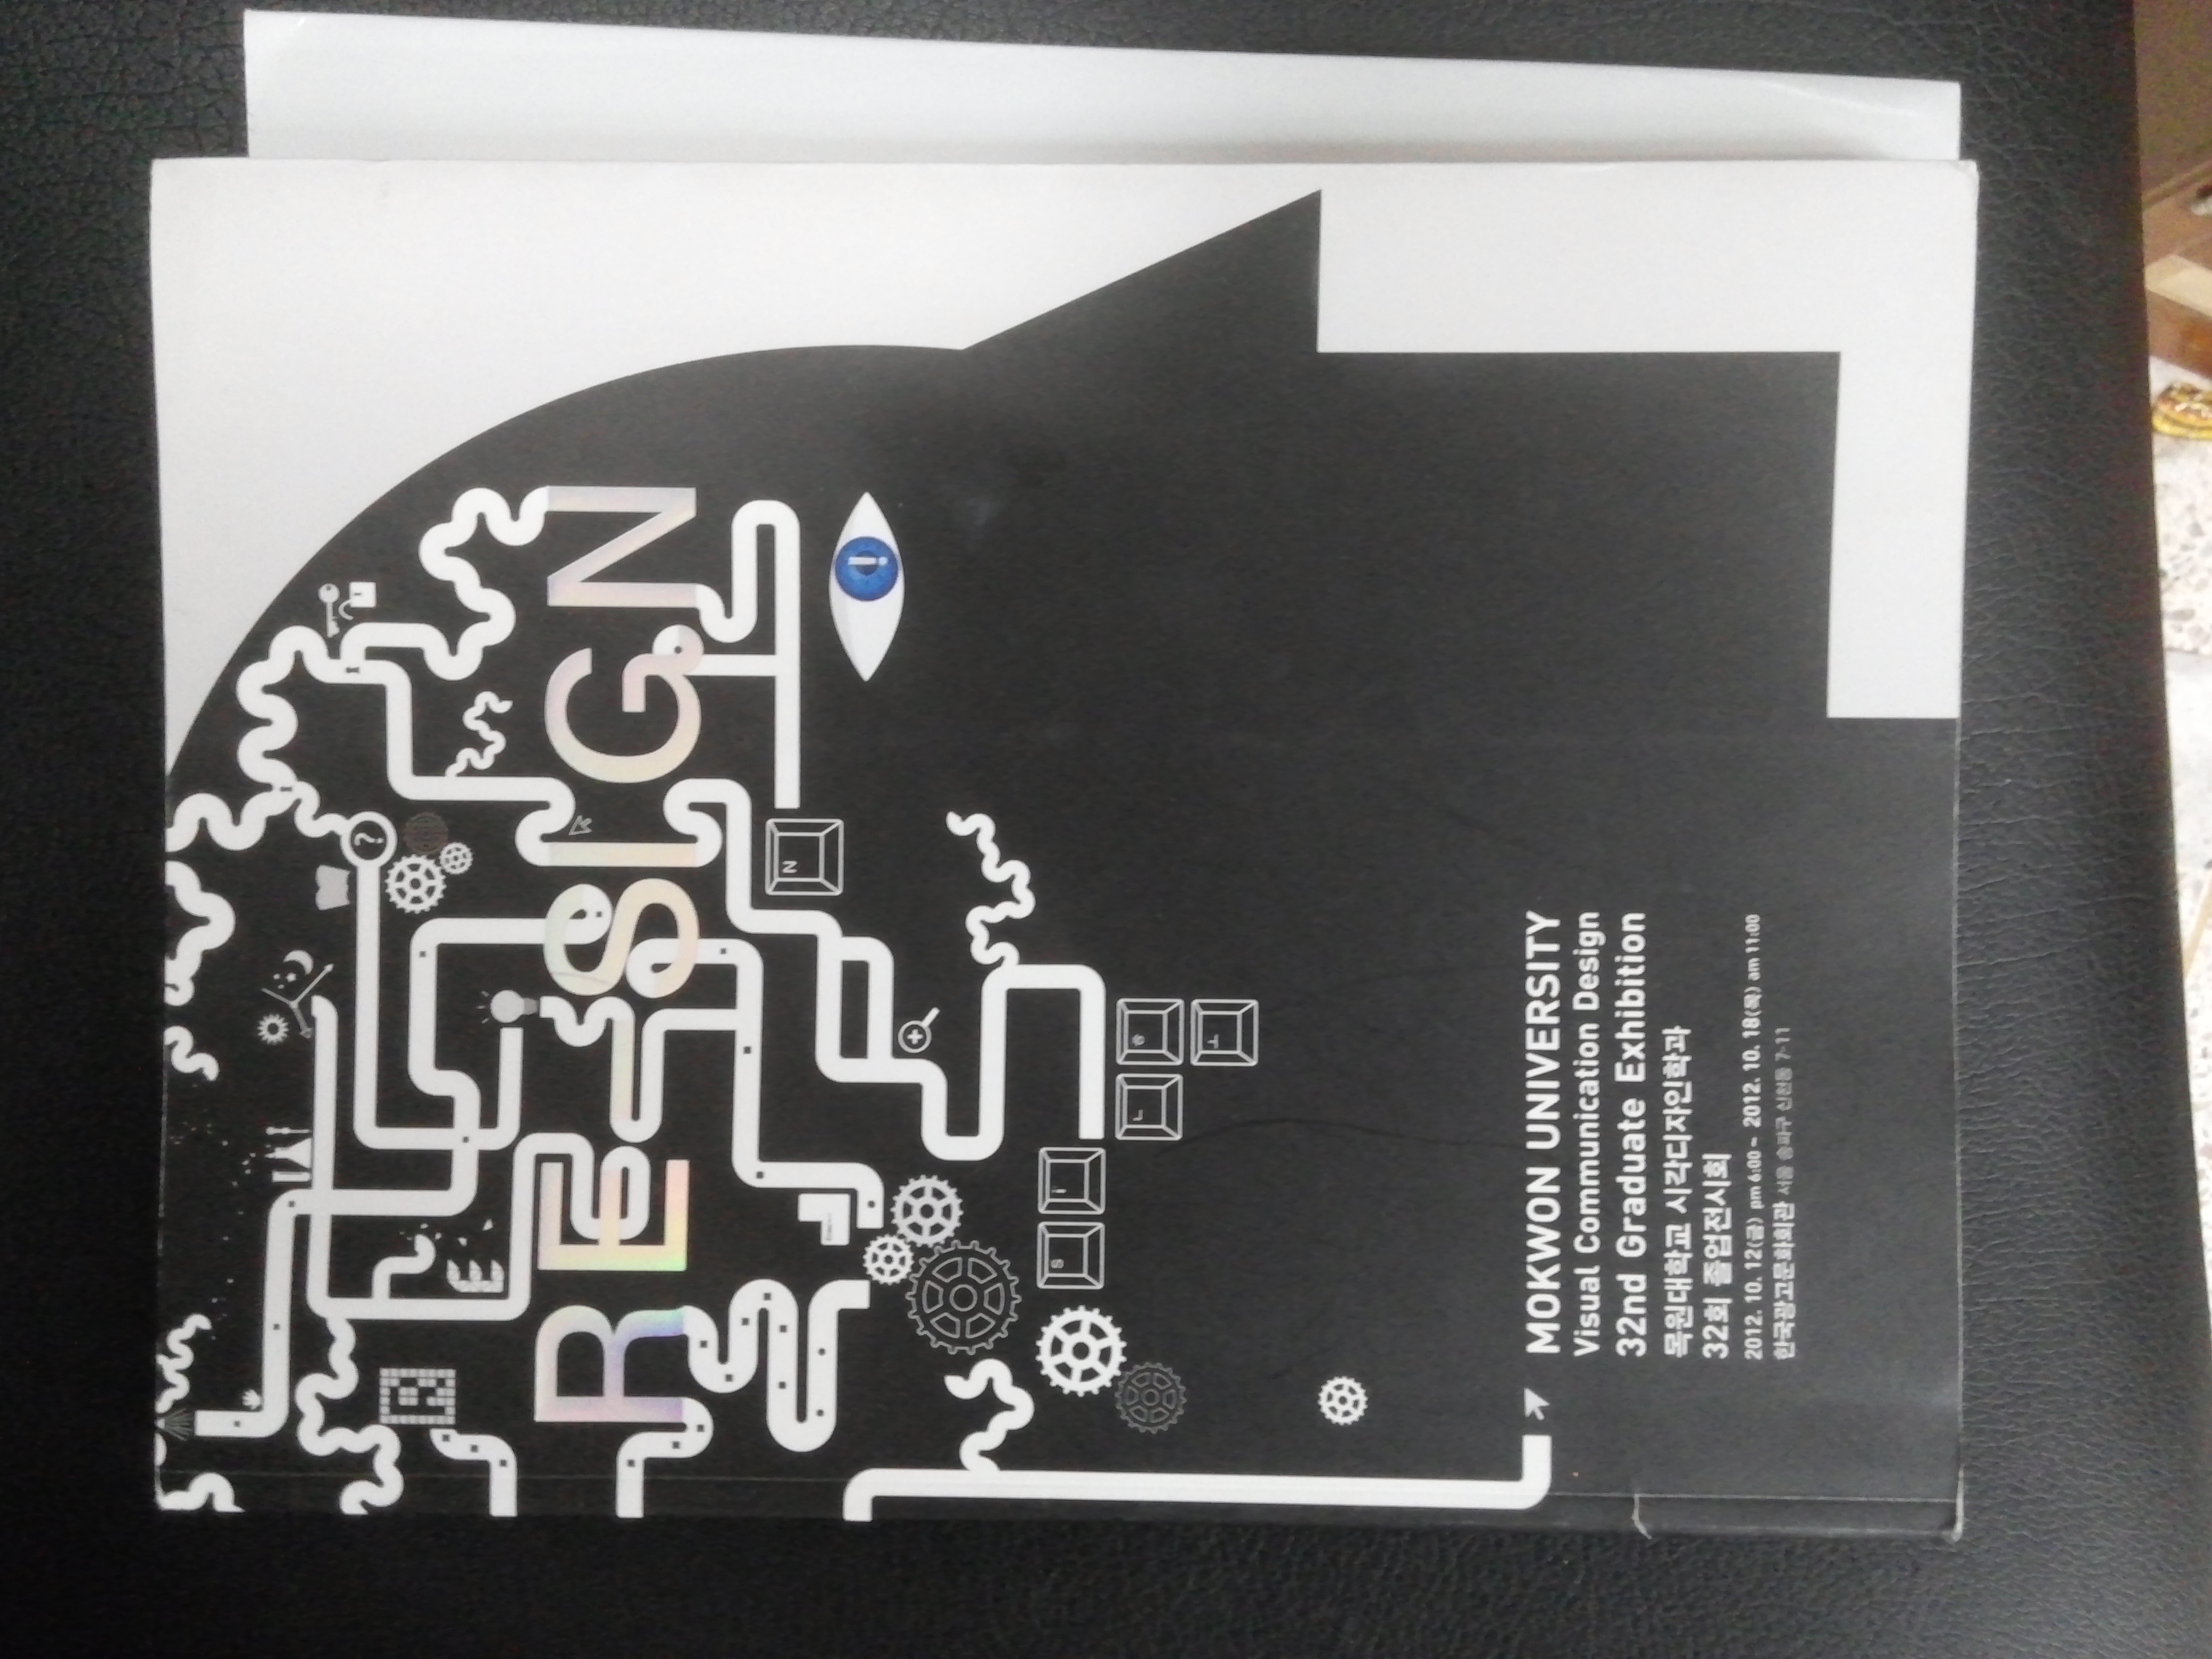 RE_SIGN
E
?
i
N
S
I
G
MOKWON UNIVERSITY
Visual Communication Design
32nd Graduate Exhibition
목원대학교 시각디자인학과
32회 졸업전시회
2012. 10. 12(금) pm 6:00 ~ 2012. 10. 18(목) am 11:00
한국광고문화회관 서울 송파구 신천동 7-11